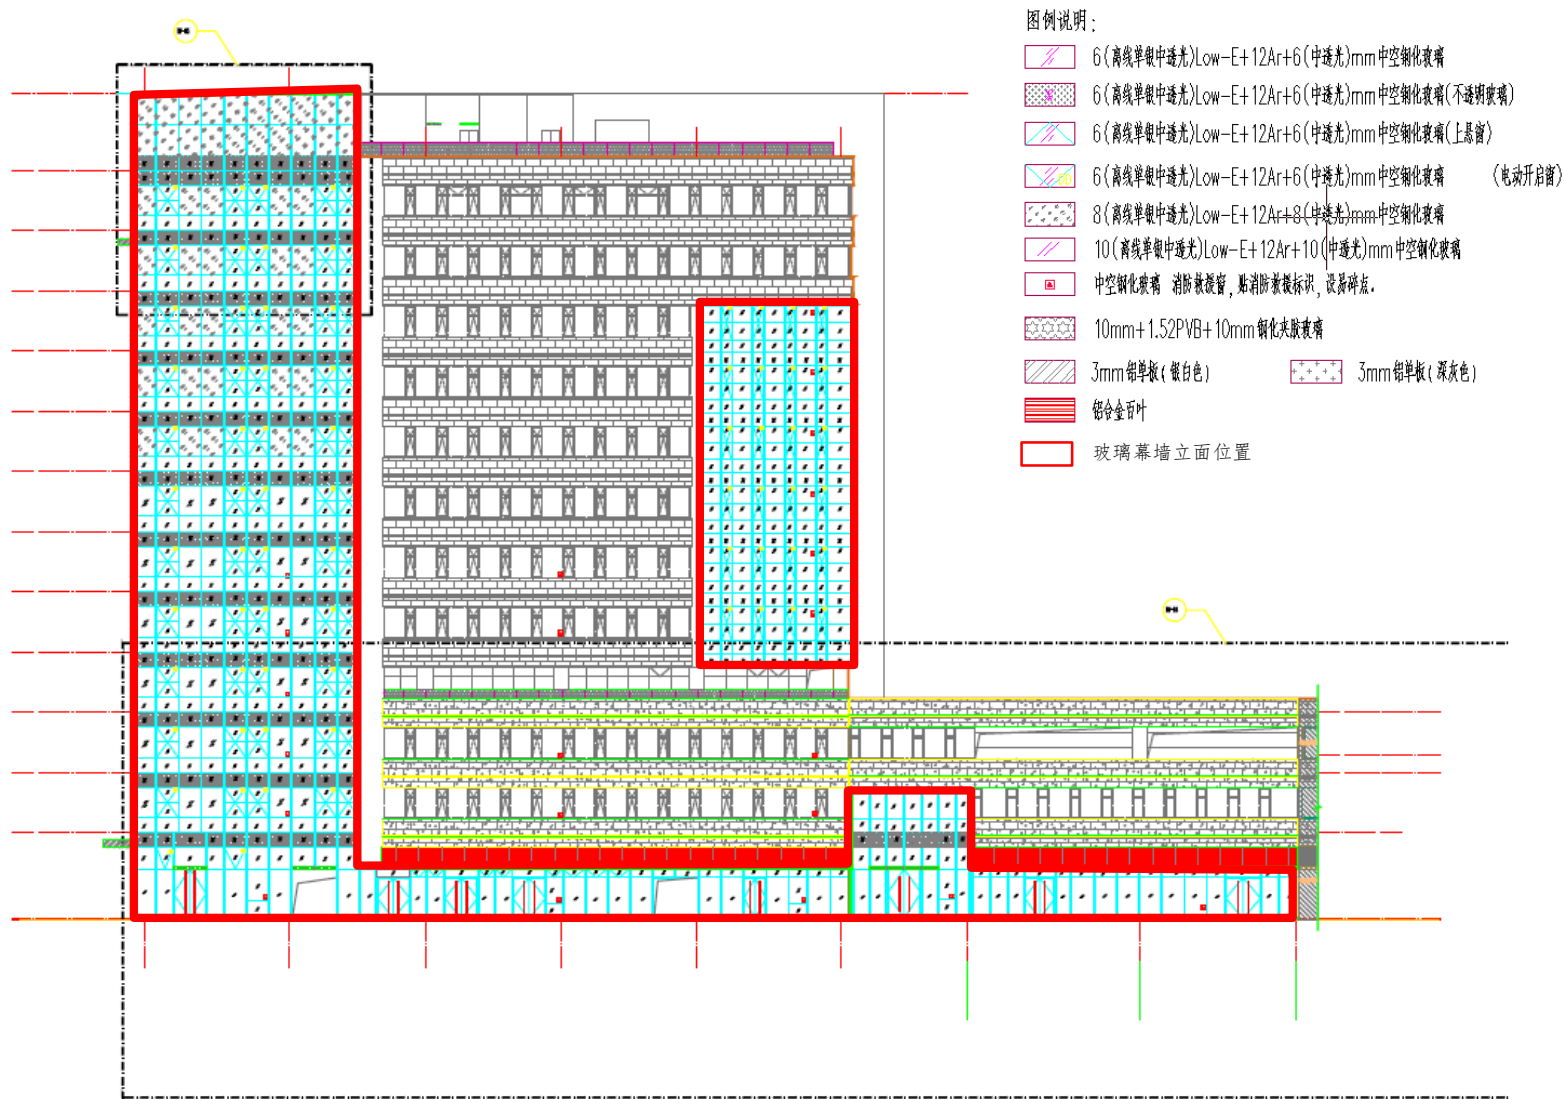 图例说明:
6(离线单银中透光)Low-E+12Ar+6(中透光)mm中空钢化玻璃
6(离线单银中透光)Low-E+12Ar+6(中透光)mm中空钢化玻璃(不透明玻璃)
6(离线单银中透光)Low-E+12Ar+6(中透光)mm中空钢化玻璃(上悬窗)
6(离线单银中透光)Low-E+12Ar+6(中透光)mm中空钢化玻璃 (电动开启窗)
8(离线单银中透光)Low-E+12Ar+8(中透光)mm中空钢化玻璃
10(离线单银中透光)Low-E+12Ar+10(中透光)mm中空钢化玻璃
中空钢化玻璃 消防救援窗,贴消防救援标识,设易碎点.
10mm+1.52PVB+10mm钢化夹胶玻璃
3mm铝单板(银白色) 3mm铝单板(深灰色)
铝合金百叶
玻璃幕墙立面位置